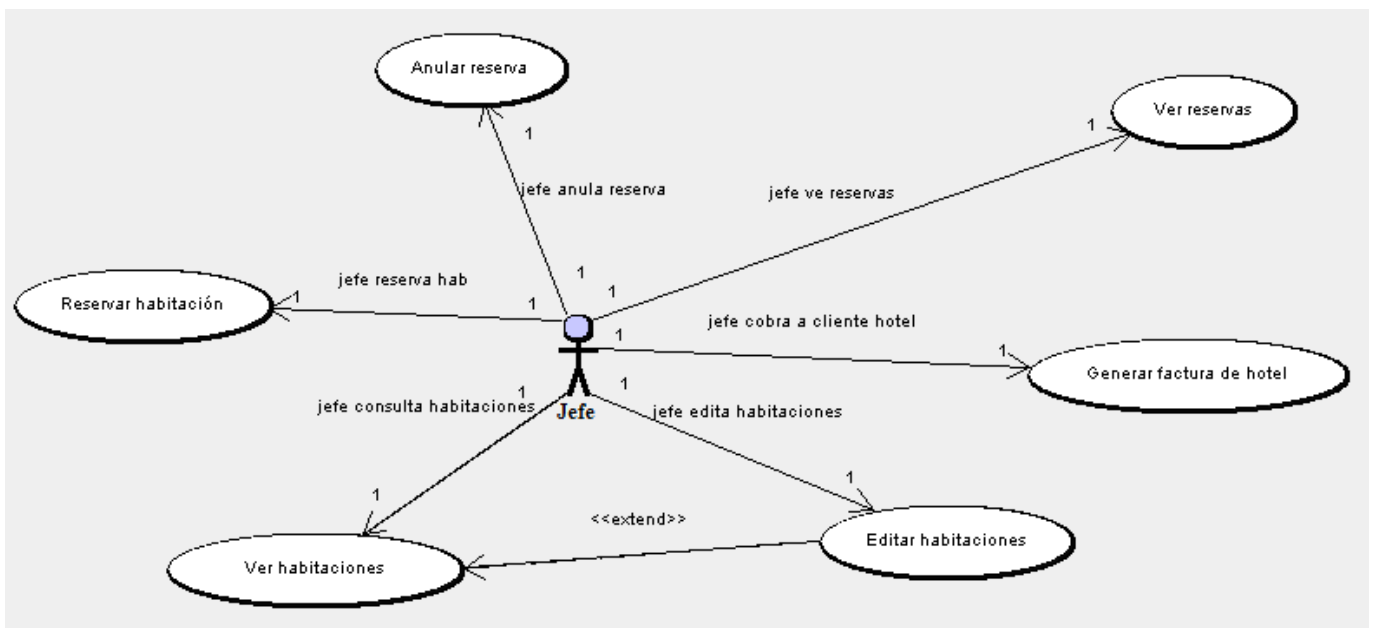 Anular reserva
Ver reservas
1
1
jefe anula reserva
jefe ve reservas
1
jefe reserva hab
1
Reservar habitación
1
1
jefe cobra a cliente hotel
1
1
Generar factura de hotel
jefe consulta habitaciones
1
Jefe
1
jefe edita habitaciones
1
1
<<extend>>
Ver habitaciones
Editar habitaciones